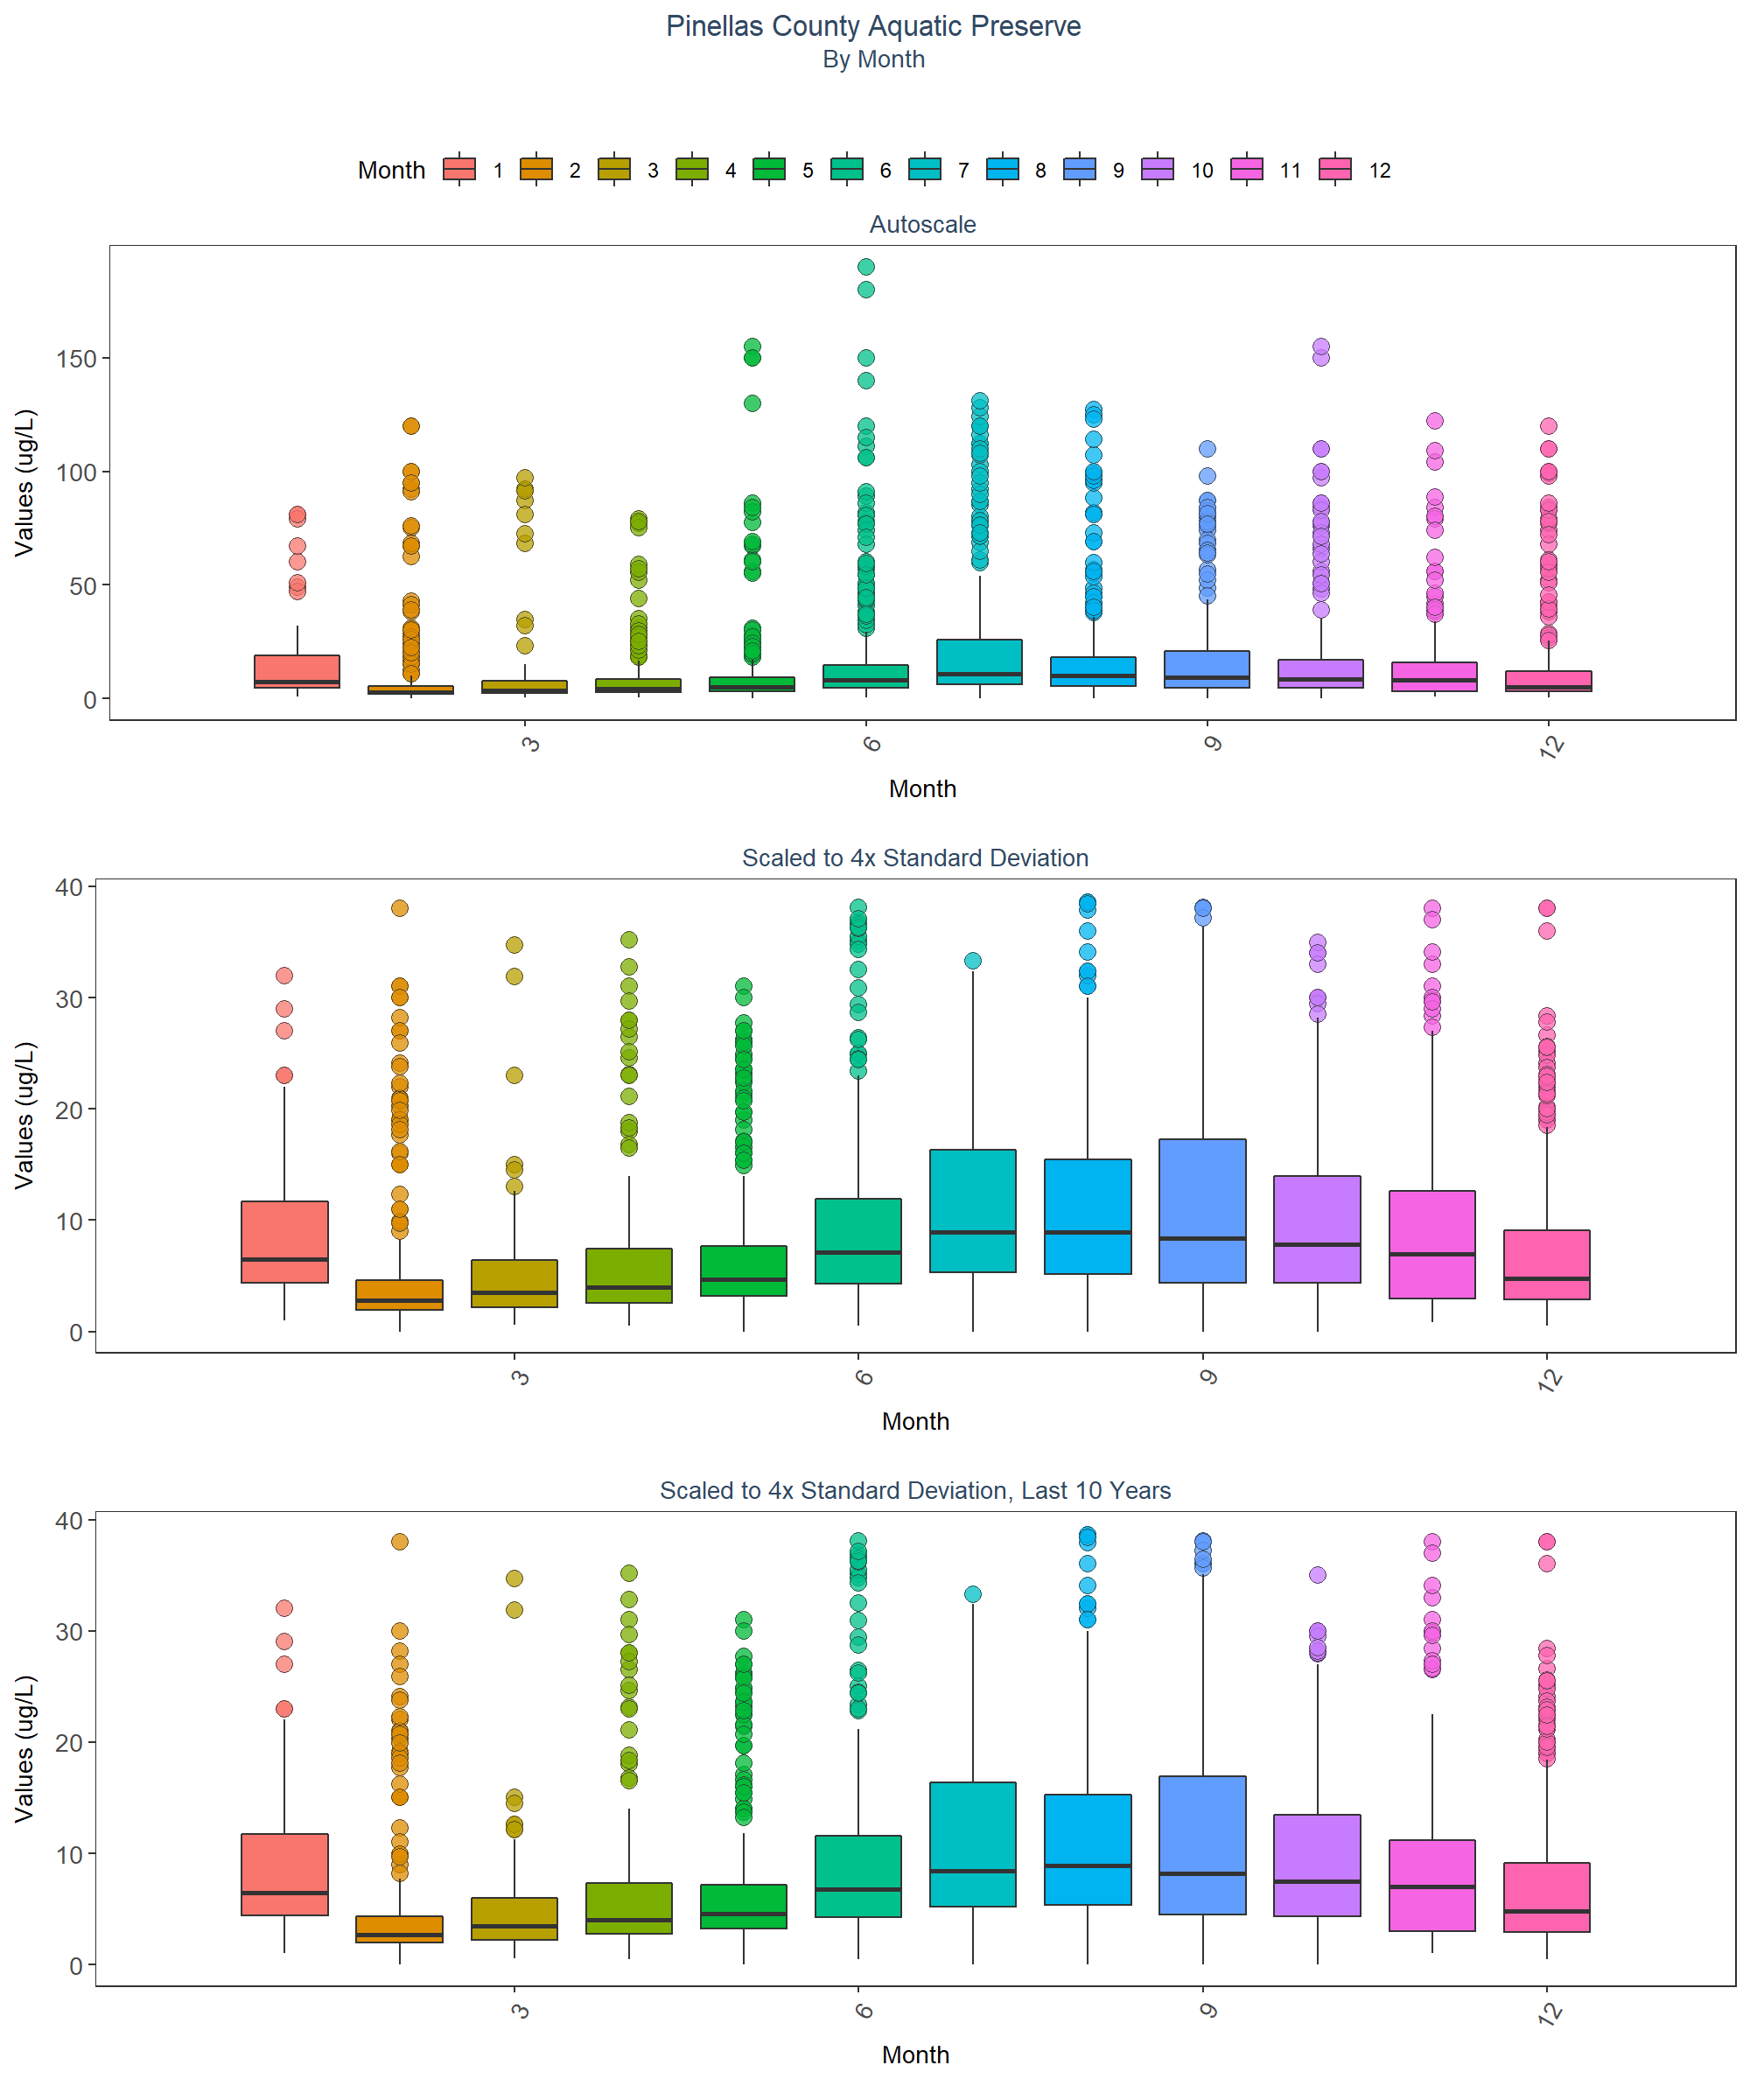 Pinellas County Aquatic Preserve
By Month
Month 1 2 3 4 5 6 7 8 9 10 11 12
Autoscale
Values (ug/L)
150
100
50
0
3 6 9 12
Month
Scaled to 4x Standard Deviation
Values (ug/L)
40
30
20
10
0
3 6 9 12
Month
Scaled to 4x Standard Deviation, Last 10 Years
Values (ug/L)
40
30
20
10
0
3 6 9 12
Month